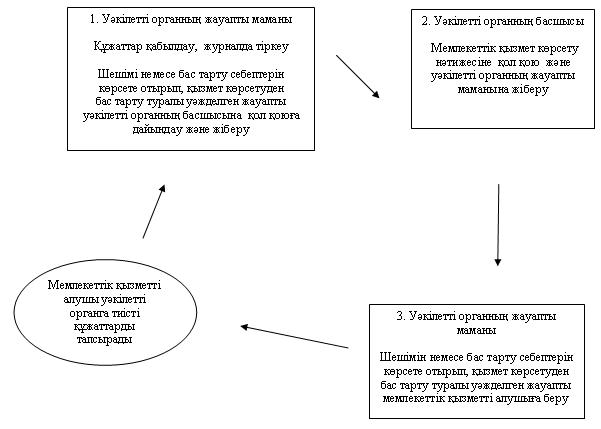 1. Уәкілетті органның жауапты маманы
Құжаттар қабылдау, журналда тіркеу
Шешімі немесе бас тарту себептерін
көрсете отырып, қызмет көрсетуден
бас тарту туралы уәжделген жауапты
уәкілетті органның басшысына қол қоюға
дайындау және жіберу
2. Уәкілетті органның басшысы
Мемлекеттік қызмет көрсету
нәтижесіне қол қою және
уәкілетті органның жауапты
маманына жіберу
3. Уәкілетті органның жауапты
маманы
Шешімін немесе бас тарту себептерін
көрсете отырып, қызмет көрсетуден
бас тарту туралы уәжделген жауапты
мемлекеттік қызметті алушыға беру
Мемлекеттік қызметті
алушы уәкілетті
органға тиісті
құжаттарды
тапсырады